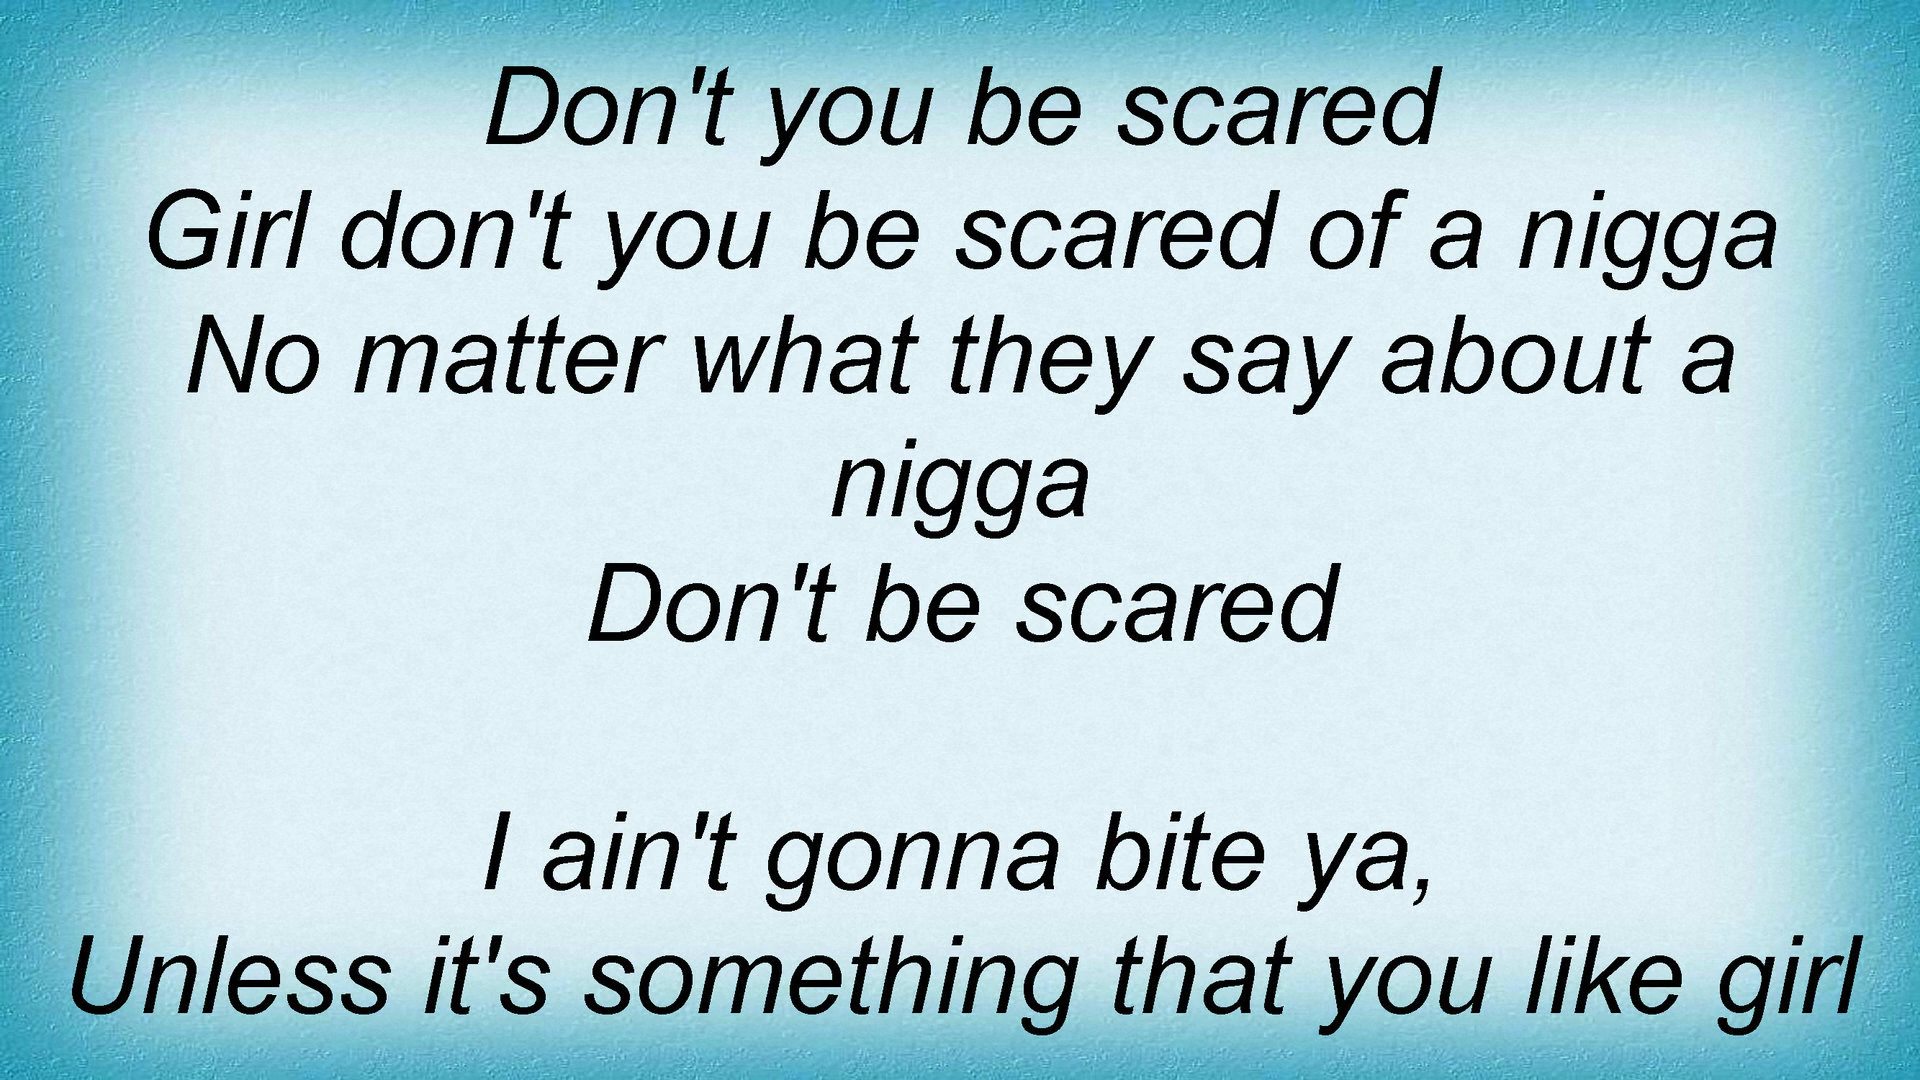 Don't you be scared
Girl don't you be scared of a nigga
No matter what they say about a
nigga
Don't be scared
I ain't gonna bite ya,
Unless it's something that you like girl